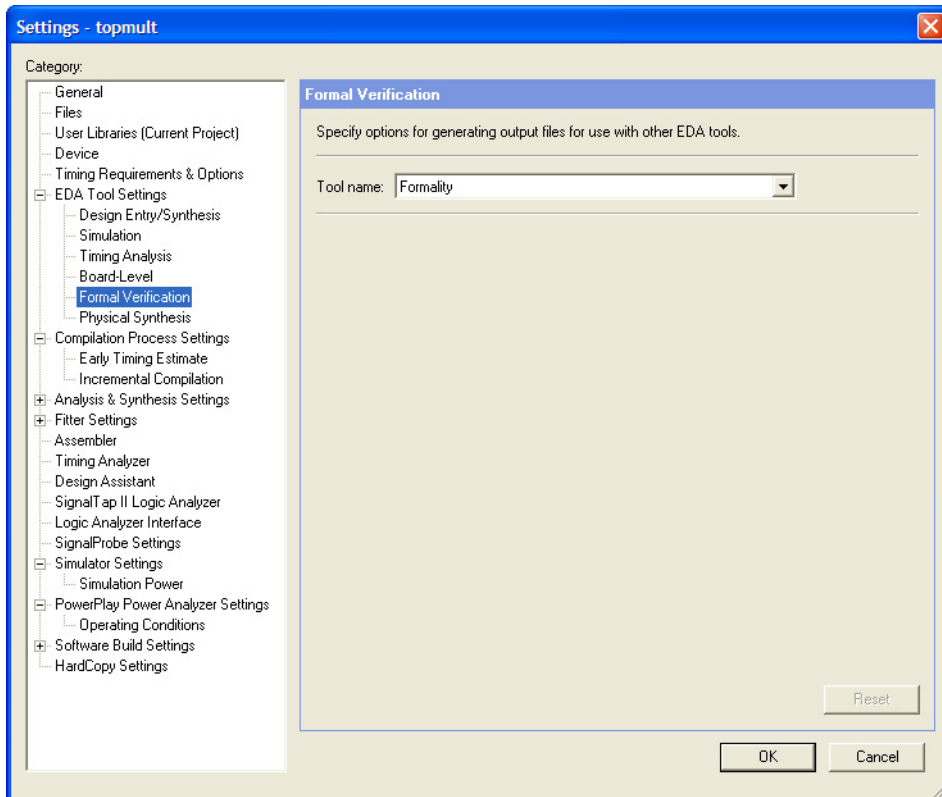 Settings - topmult
Category:
General
Files
User Libraries (Current Project)
Device
Timing Requirements & Options
EDA Tool Settings
Design Entry/Synthesis
Simulation
Timing Analysis
Board-Level
Formal Verification
Physical Synthesis
Compilation Process Settings
Early Timing Estimate
Incremental Compilation
Analysis & Synthesis Settings
Fitter Settings
Assembler
Timing Analyzer
Design Assistant
SignalTap II Logic Analyzer
Logic Analyzer Interface
SignalProbe Settings
Simulator Settings
Simulation Power
PowerPlay Power Analyzer Settings
Operating Conditions
Software Build Settings
HardCopy Settings
Formal Verification
Specify options for generating output files for use with other EDA tools.
Tool name: Formality
Reset
OK Cancel